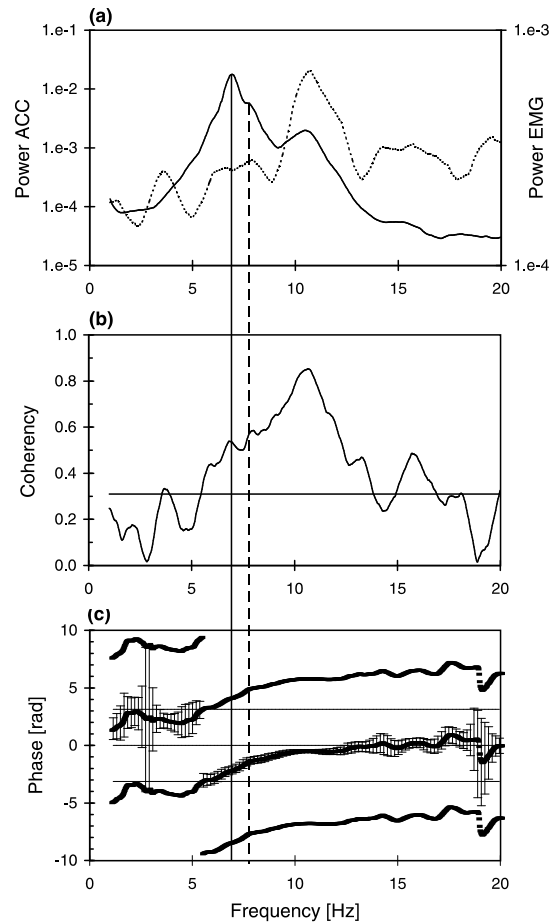 (a)
1.e-1
1.e-2
1.e-3
1.e-4
1.e-5
Power ACC
1.e-3
1.e-4
Power EMG
0
5
10
15
20
(b)
1.0
0.8
0.6
0.4
0.2
0.0
Coherency
0
5
10
15
20
(c)
10
5
0
-5
-10
Phase [rad]
0
5
10
15
20
Frequency [Hz]